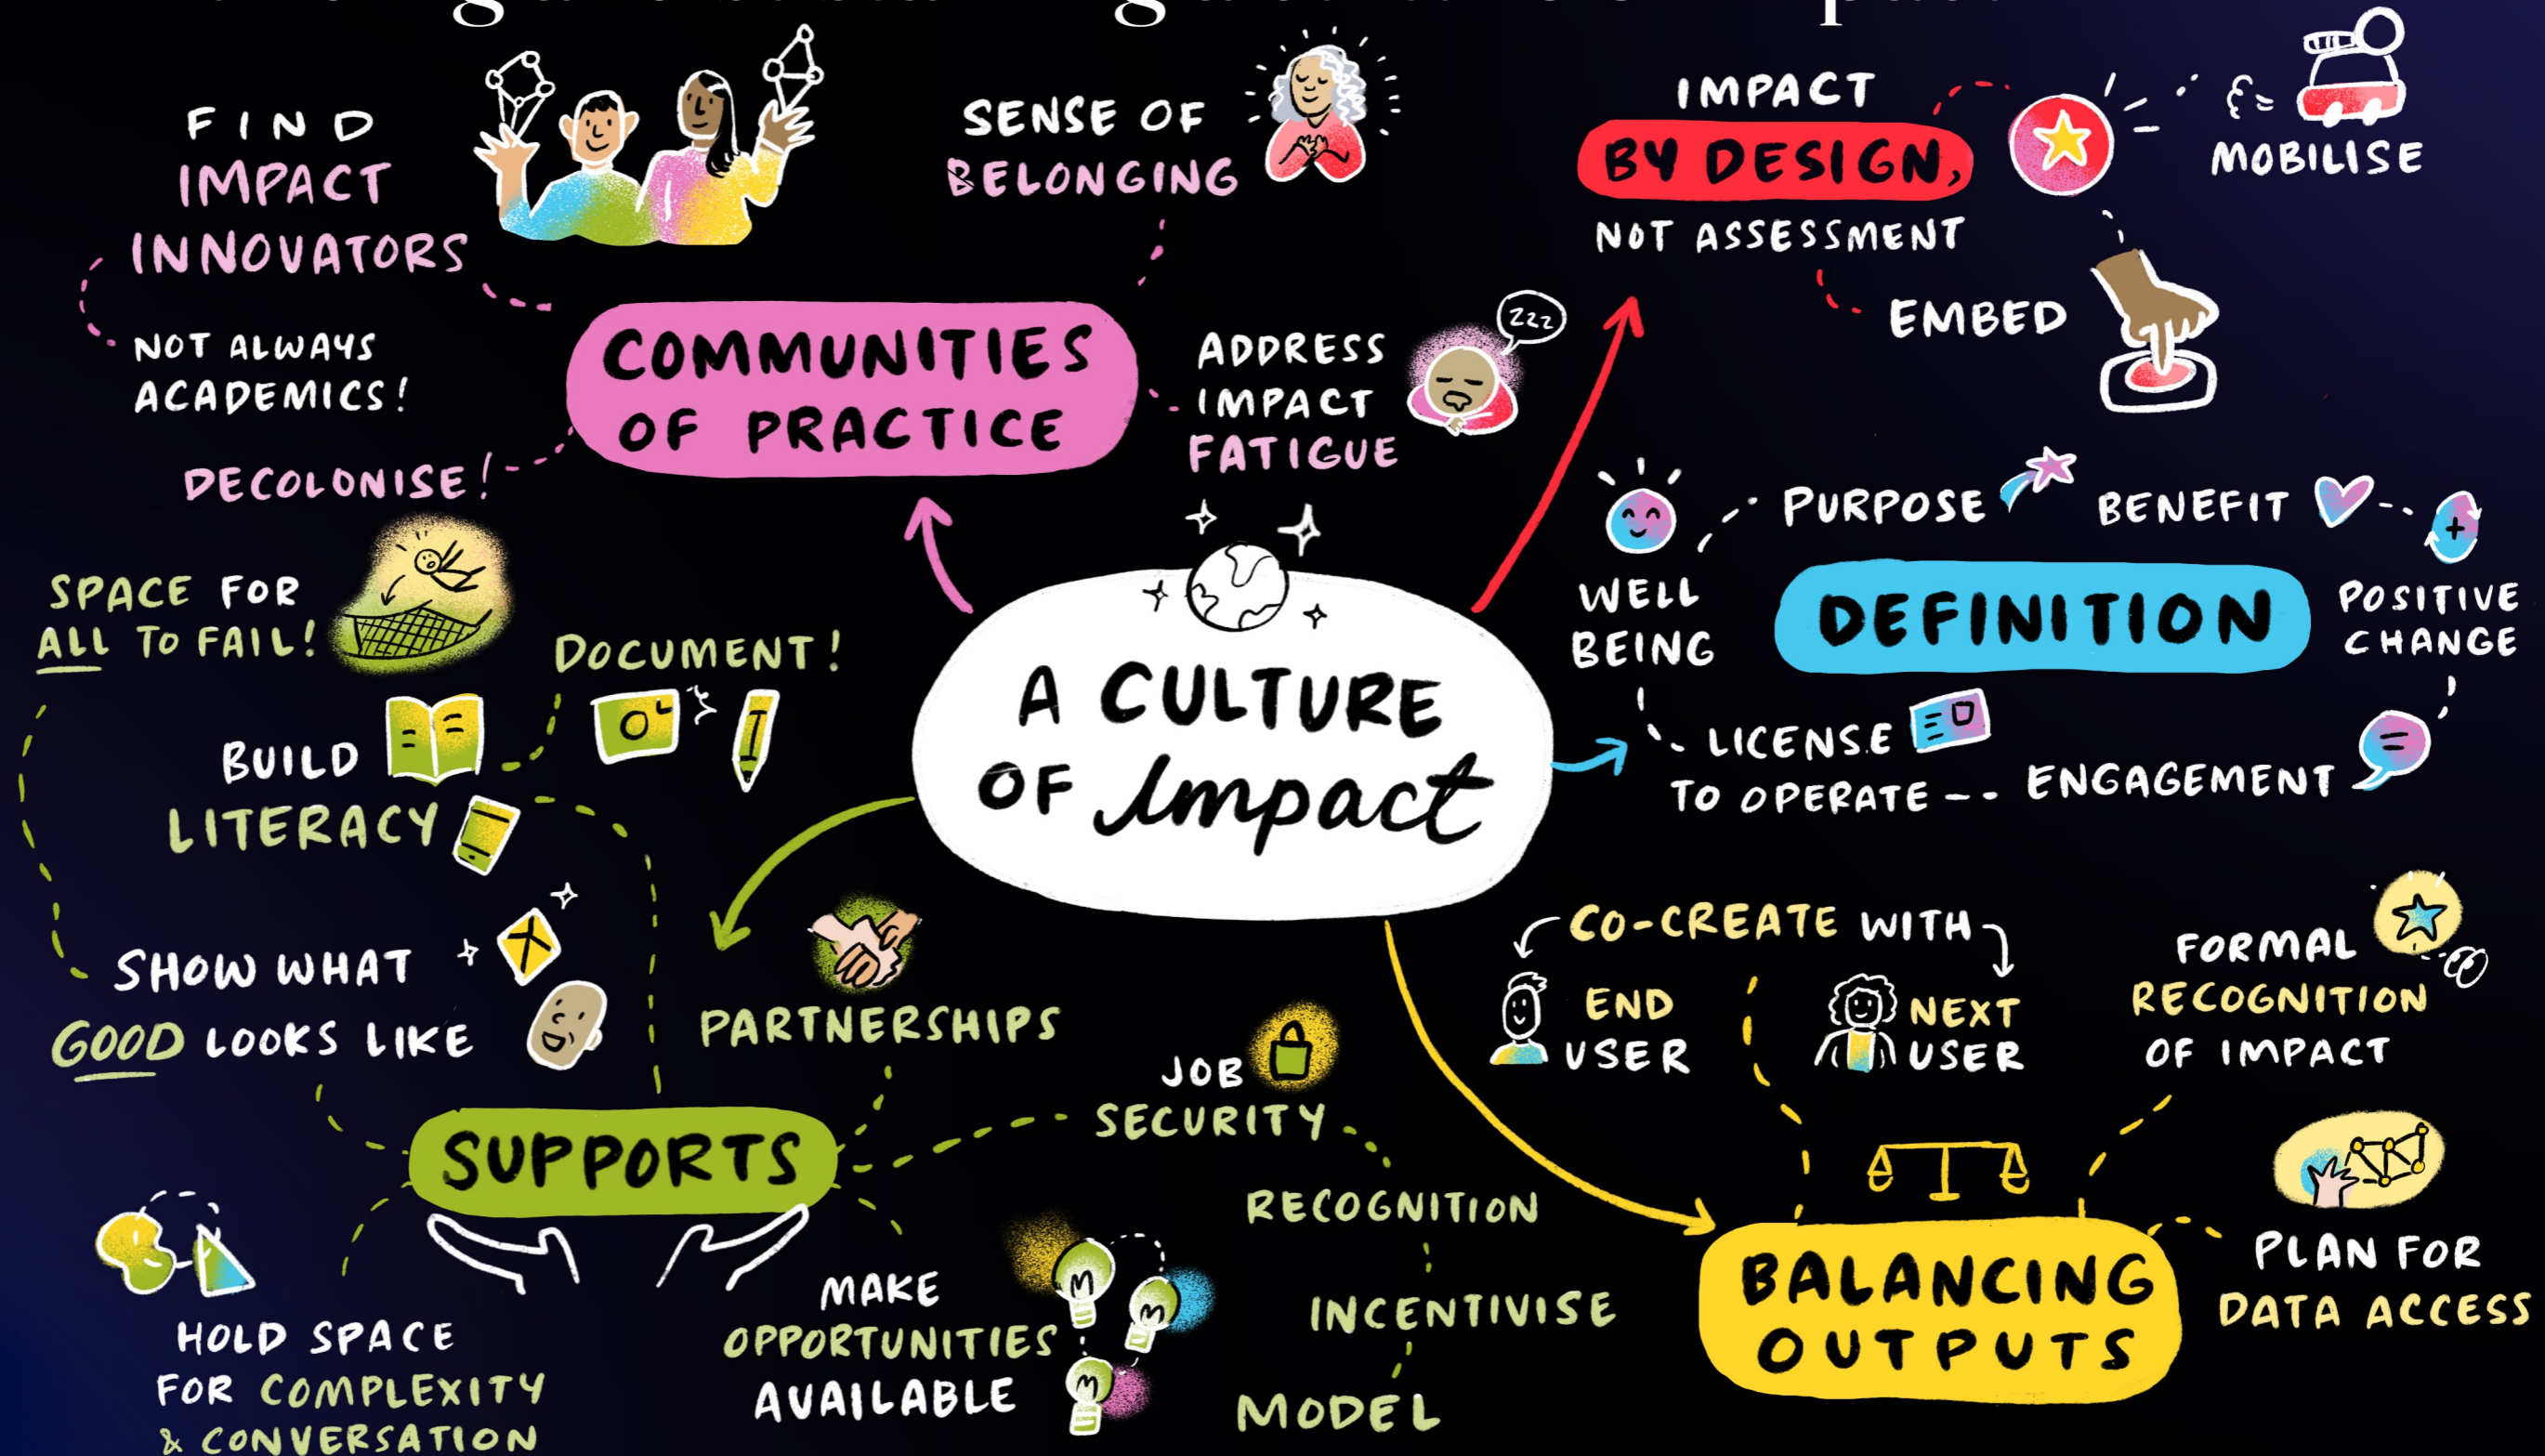 FIND
IMPACT
INNOVATORS
NOT ALWAYS
ACADEMICS!
DECOLONISE!
SENSE OF
BELONGING
COMMUNITIES
OF PRACTICE
ADDRESS
IMPACT
FATIGUE
zzz
IMPACT
BY DESIGN,
NOT ASSESSMENT
MOBILISE
EMBED
PURPOSE
BENEFIT
WELL
BEING
DEFINITION
POSITIVE
CHANGE
LICENSE
TO OPERATE
ENGAGEMENT
A CULTURE
OF Impact
SPACE FOR
ALL TO FAIL!
DOCUMENT!
BUILD
LITERACY
SHOW WHAT
GOOD LOOKS LIKE
PARTNERSHIPS
SUPPORTS
JOB
SECURITY
RECOGNITION
INCENTIVISE
MODEL
HOLD SPACE
FOR COMPLEXITY
& CONVERSATION
MAKE
OPPORTUNITIES
AVAILABLE
CO-CREATE WITH
END
USER
NEXT
USER
FORMAL
RECOGNITION
OF IMPACT
BALANCING
OUTPUTS
PLAN FOR
DATA ACCESS